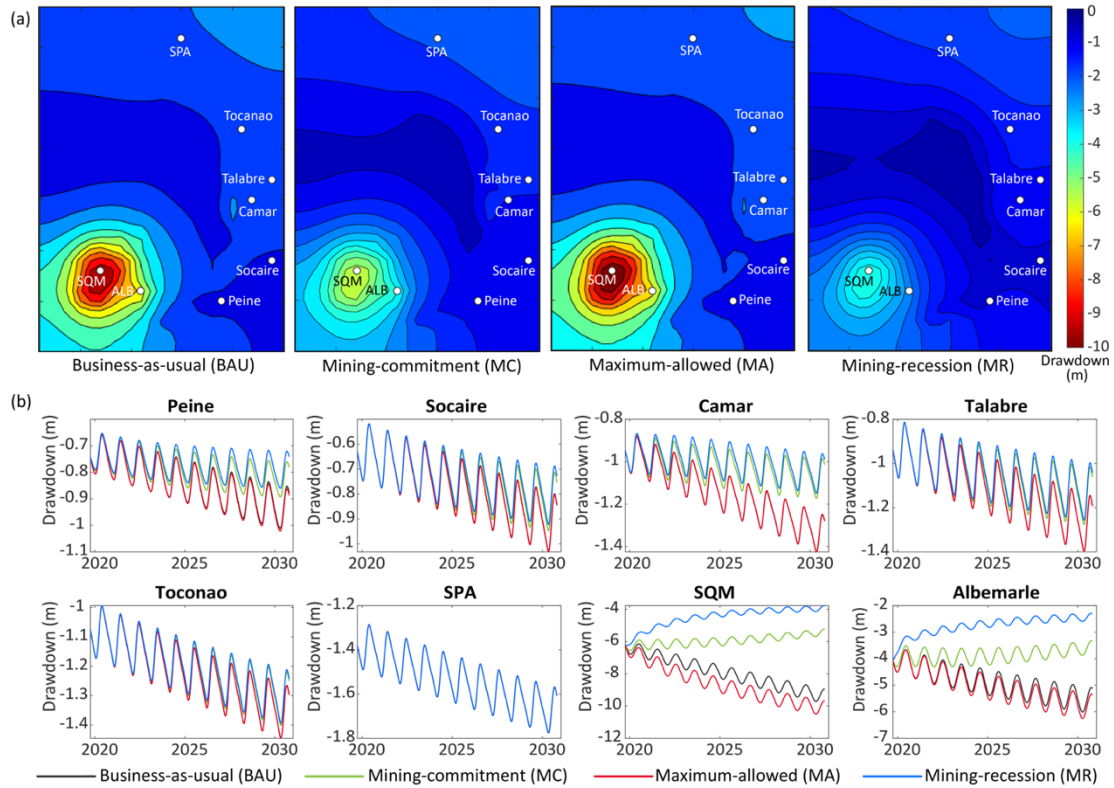 (a)
SPA
Tocanao
Talabre
Camar
Socaire
SQM
ALB
Peine
Business-as-usual (BAU)
SPA
Tocanao
Talabre
Camar
Socaire
SQM
ALB
Peine
Mining-commitment (MC)
SPA
Tocanao
Talabre
Camar
Socaire
SQM
ALB
Peine
Maximum-allowed (MA)
SPA
Tocanao
Talabre
Camar
Socaire
SQM
ALB
Peine
Mining-recession (MR)
0
-1
-2
-3
-4
-5
-6
-7
-8
-9
-10
Drawdown
(m)
(b)
Peine
Drawdown (m)
-0.7
-0.8
-0.9
-1
-1.1
2020 2025 2030
Socaire
Drawdown (m)
-0.6
-0.7
-0.8
-0.9
-1
2020 2025 2030
Camar
Drawdown (m)
-0.8
-1
-1.2
-1.4
2020 2025 2030
Talabre
Drawdown (m)
-0.8
-1
-1.2
-1.4
2020 2025 2030
Toconao
Drawdown (m)
-1
-1.1
-1.2
-1.3
-1.4
2020 2025 2030
SPA
Drawdown (m)
-1.2
-1.4
-1.6
-1.8
2020 2025 2030
SQM
Drawdown (m)
-4
-6
-8
-10
-12
2020 2025 2030
Albemarle
Drawdown (m)
-2
-3
-4
-5
-6
-7
2020 2025 2030
Business-as-usual (BAU)
Mining-commitment (MC)
Maximum-allowed (MA)
Mining-recession (MR)